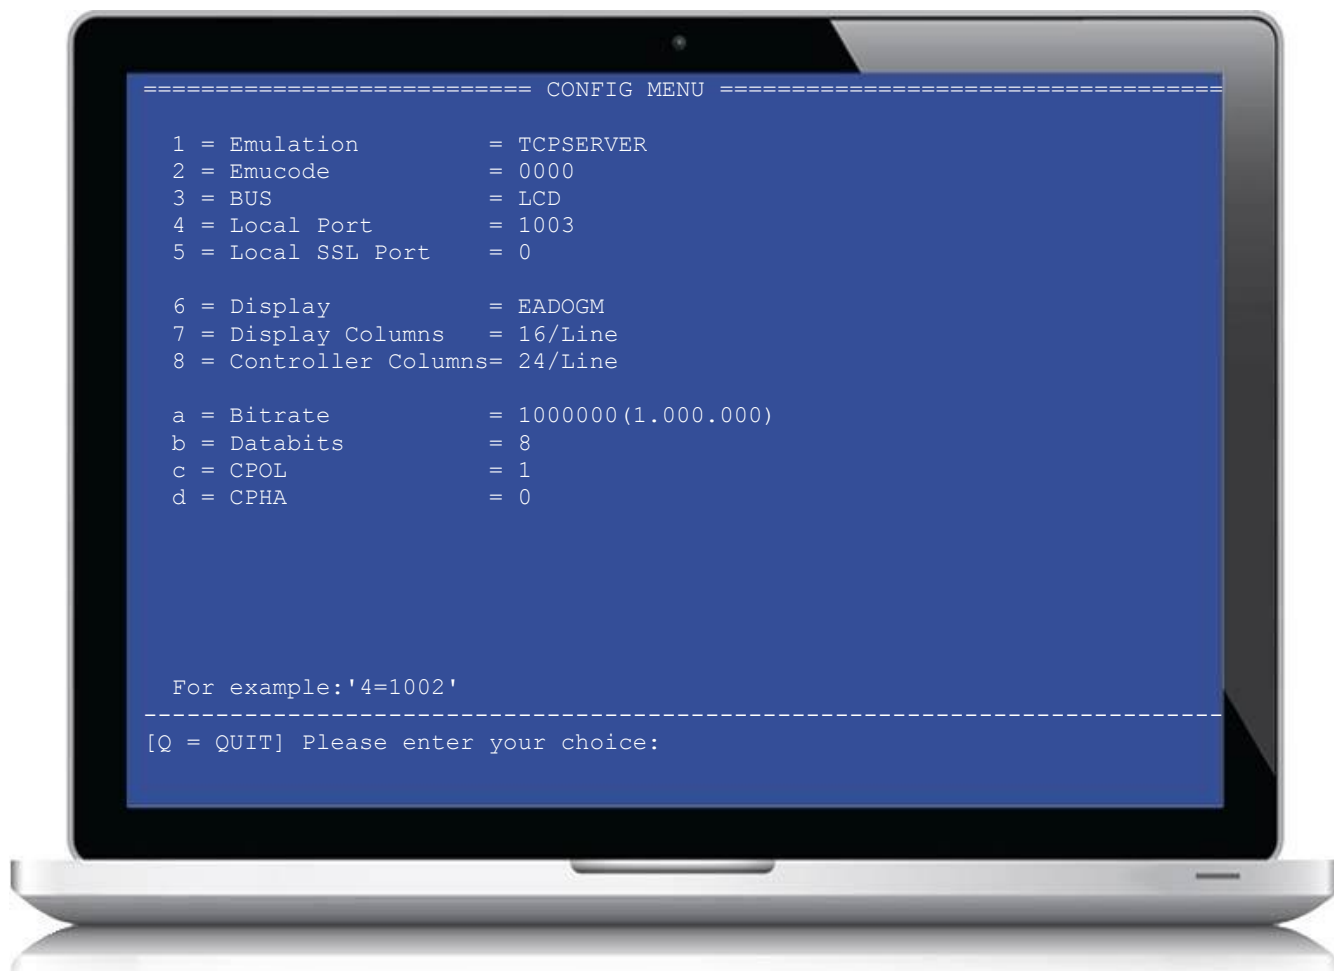 =========================== CONFIG MENU ===================================
1 = Emulation         = TCPSERVER
2 = Emucode           = 0000
3 = BUS               = LCD
4 = Local Port        = 1003
5 = Local SSL Port    = 0
6 = Display           = EADOGM
7 = Display Columns   = 16/Line
8 = Controller Columns= 24/Line
a = Bitrate           = 1000000(1.000.000)
b = Databits          = 8
c = CPOL              = 1
d = CPHA              = 0
For example:'4=1002'
---------------------------------------------------------------------------
[Q = QUIT] Please enter your choice: